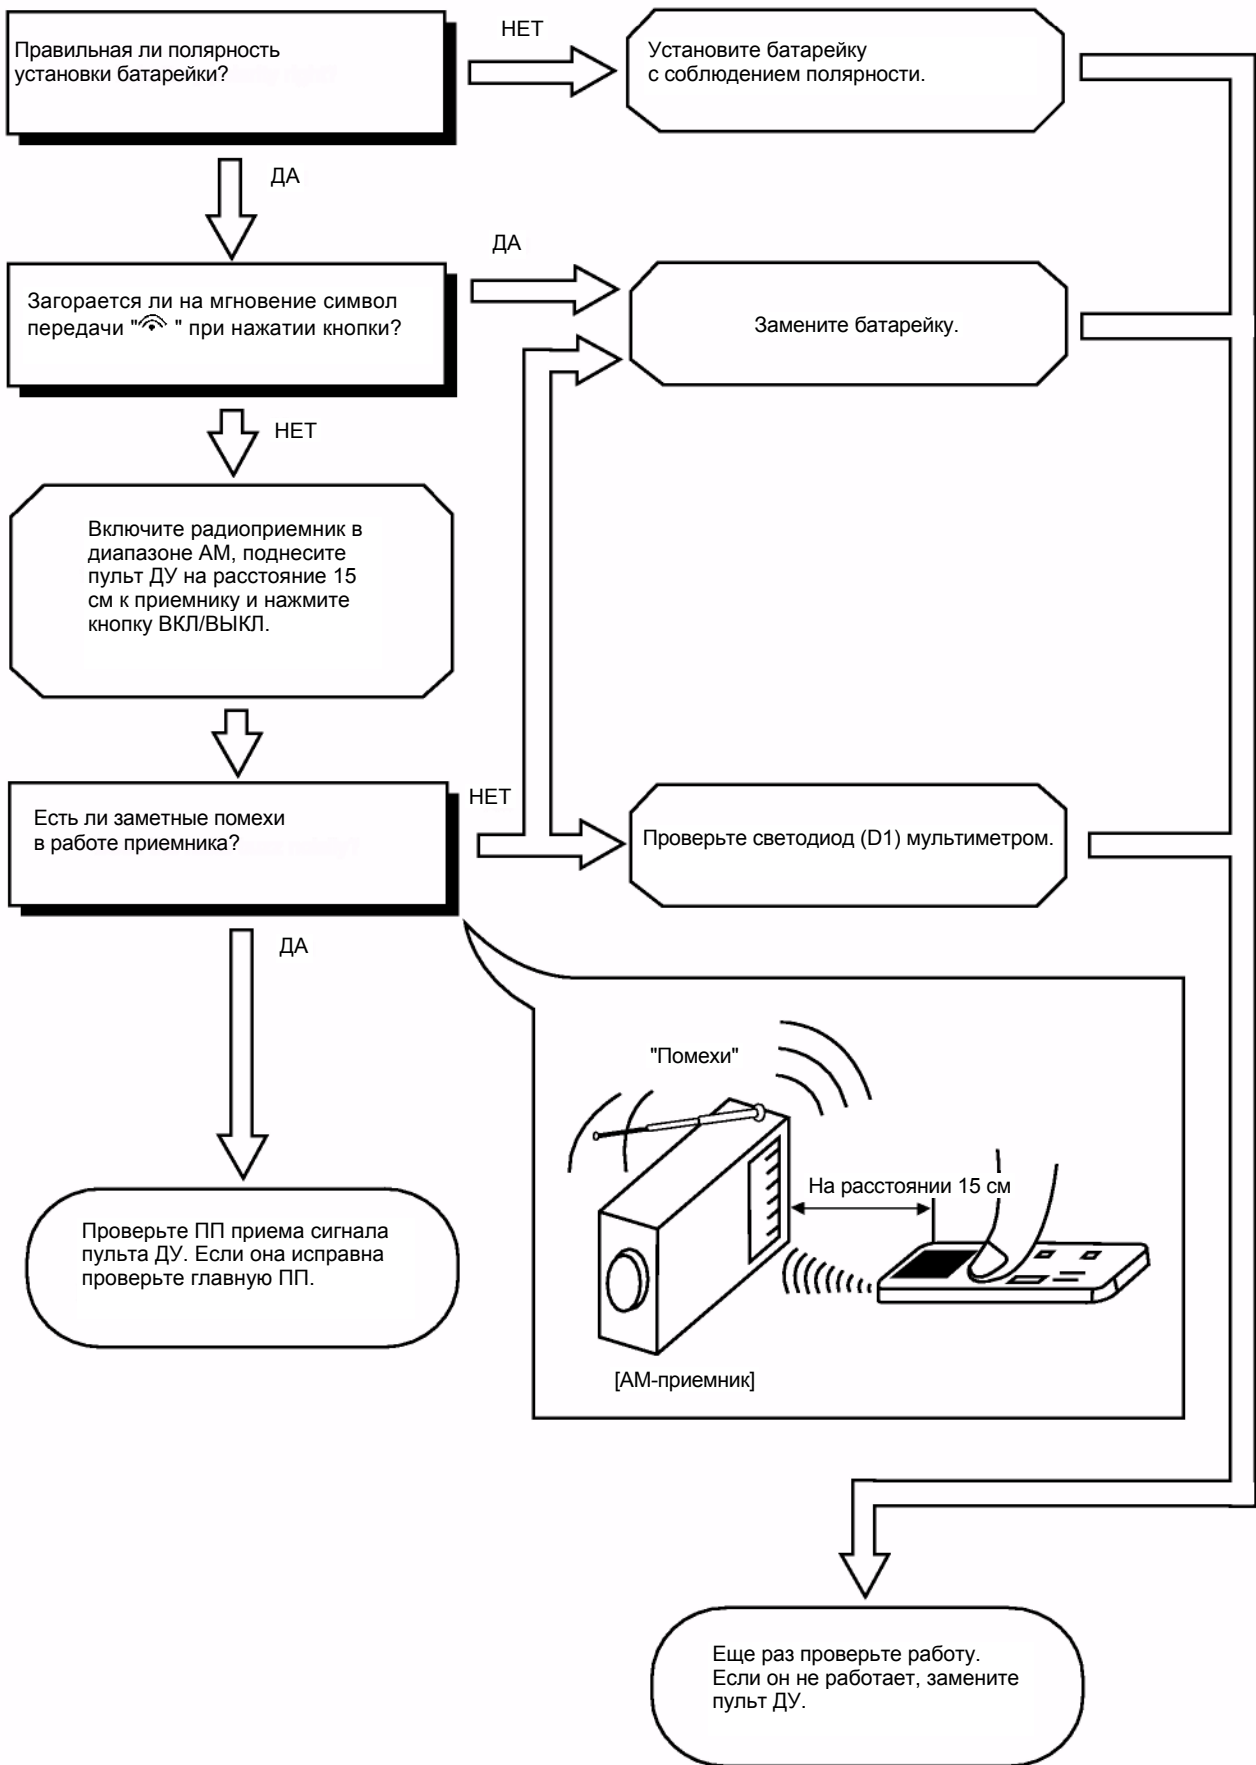 Правильная ли полярность
установки батарейки?
НЕТ
Установите батарейку
с соблюдением полярности.
ДА
Загорается ли на мгновение символ
передачи " " при нажатии кнопки?
ДА
Замените батарейку.
НЕТ
Включите радиоприемник в
диапазоне АМ, поднесите
пульт ДУ на расстояние 15
см к приемнику и нажмите
кнопку ВКЛ/ВЫКЛ.
Есть ли заметные помехи
в работе приемника?
НЕТ
Проверьте светодиод (D1) мультиметром.
ДА
"Помехи"
На расстоянии 15 см
[АМ-приемник]
Проверьте ПП приема сигнала
пульта ДУ. Если она исправна
проверьте главную ПП.
Еще раз проверьте работу.
Если он не работает, замените
пульт ДУ.